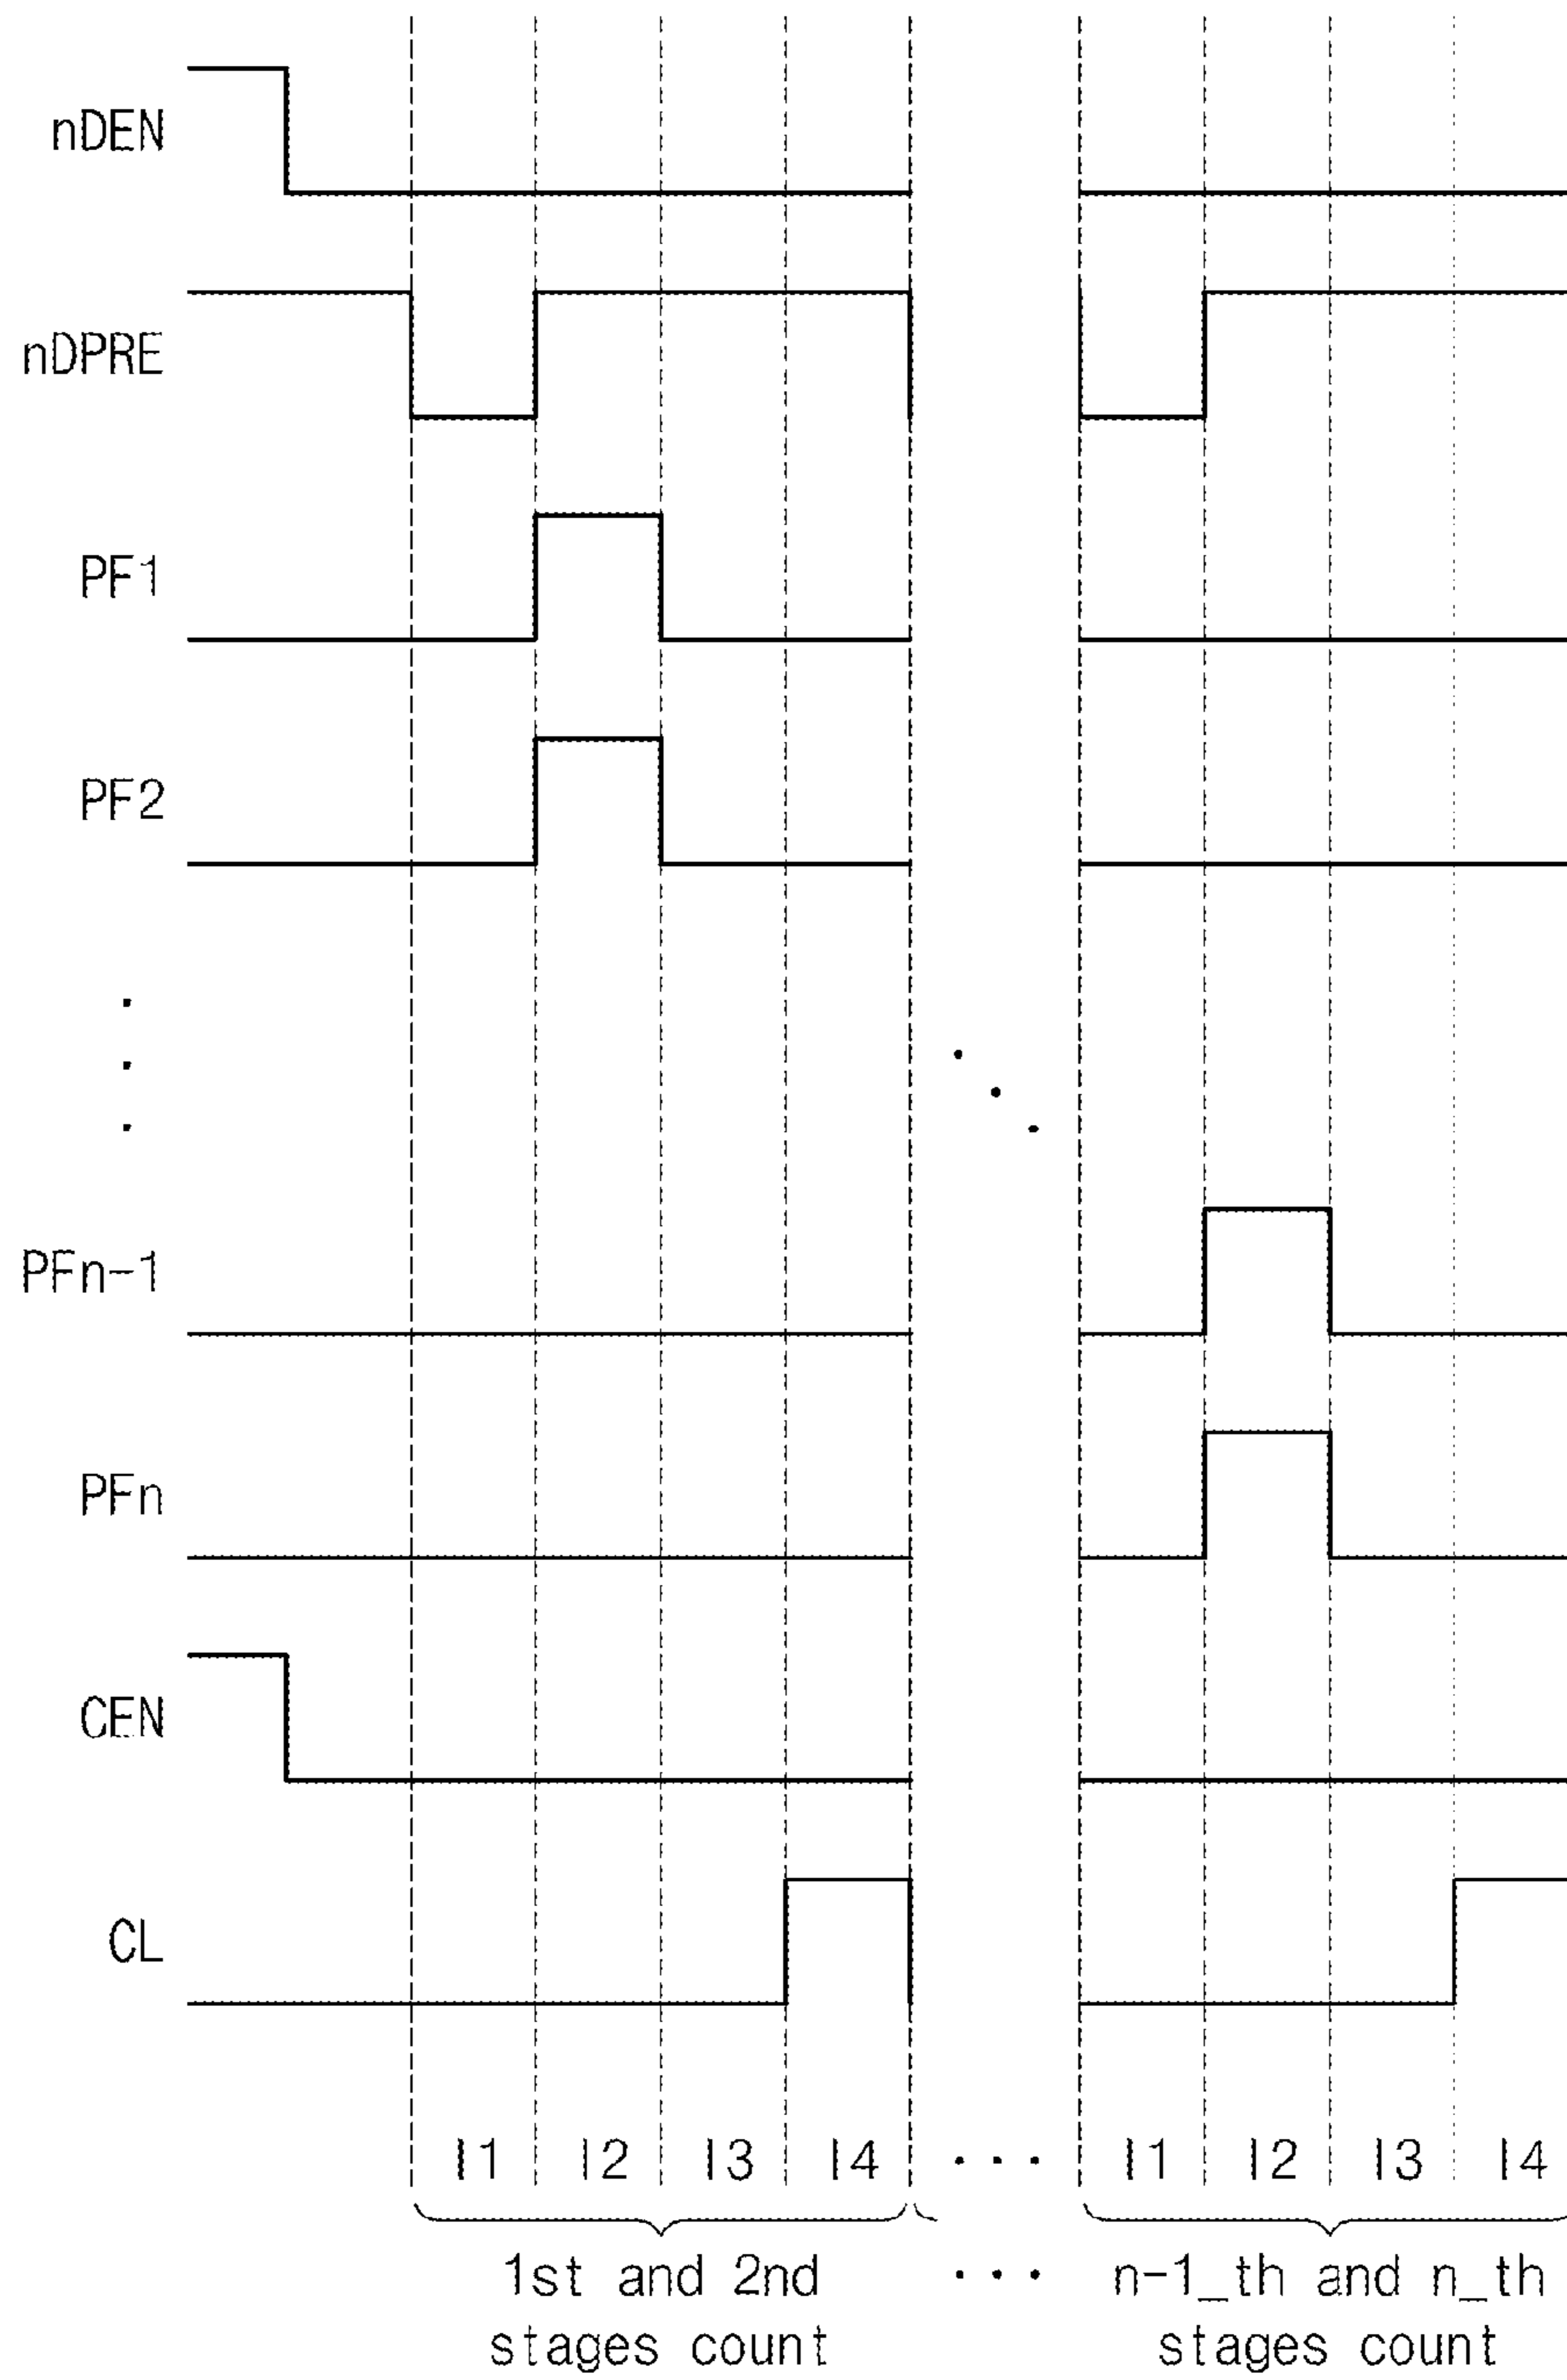 nDEN
nDPRE
PF1
PF2
PFn-1
PFn
CEN
CL
I1 I2 I3 I4 ... I1 I2 I3 I4
1st and 2nd ... n-1_th and n_th
stages count stages count